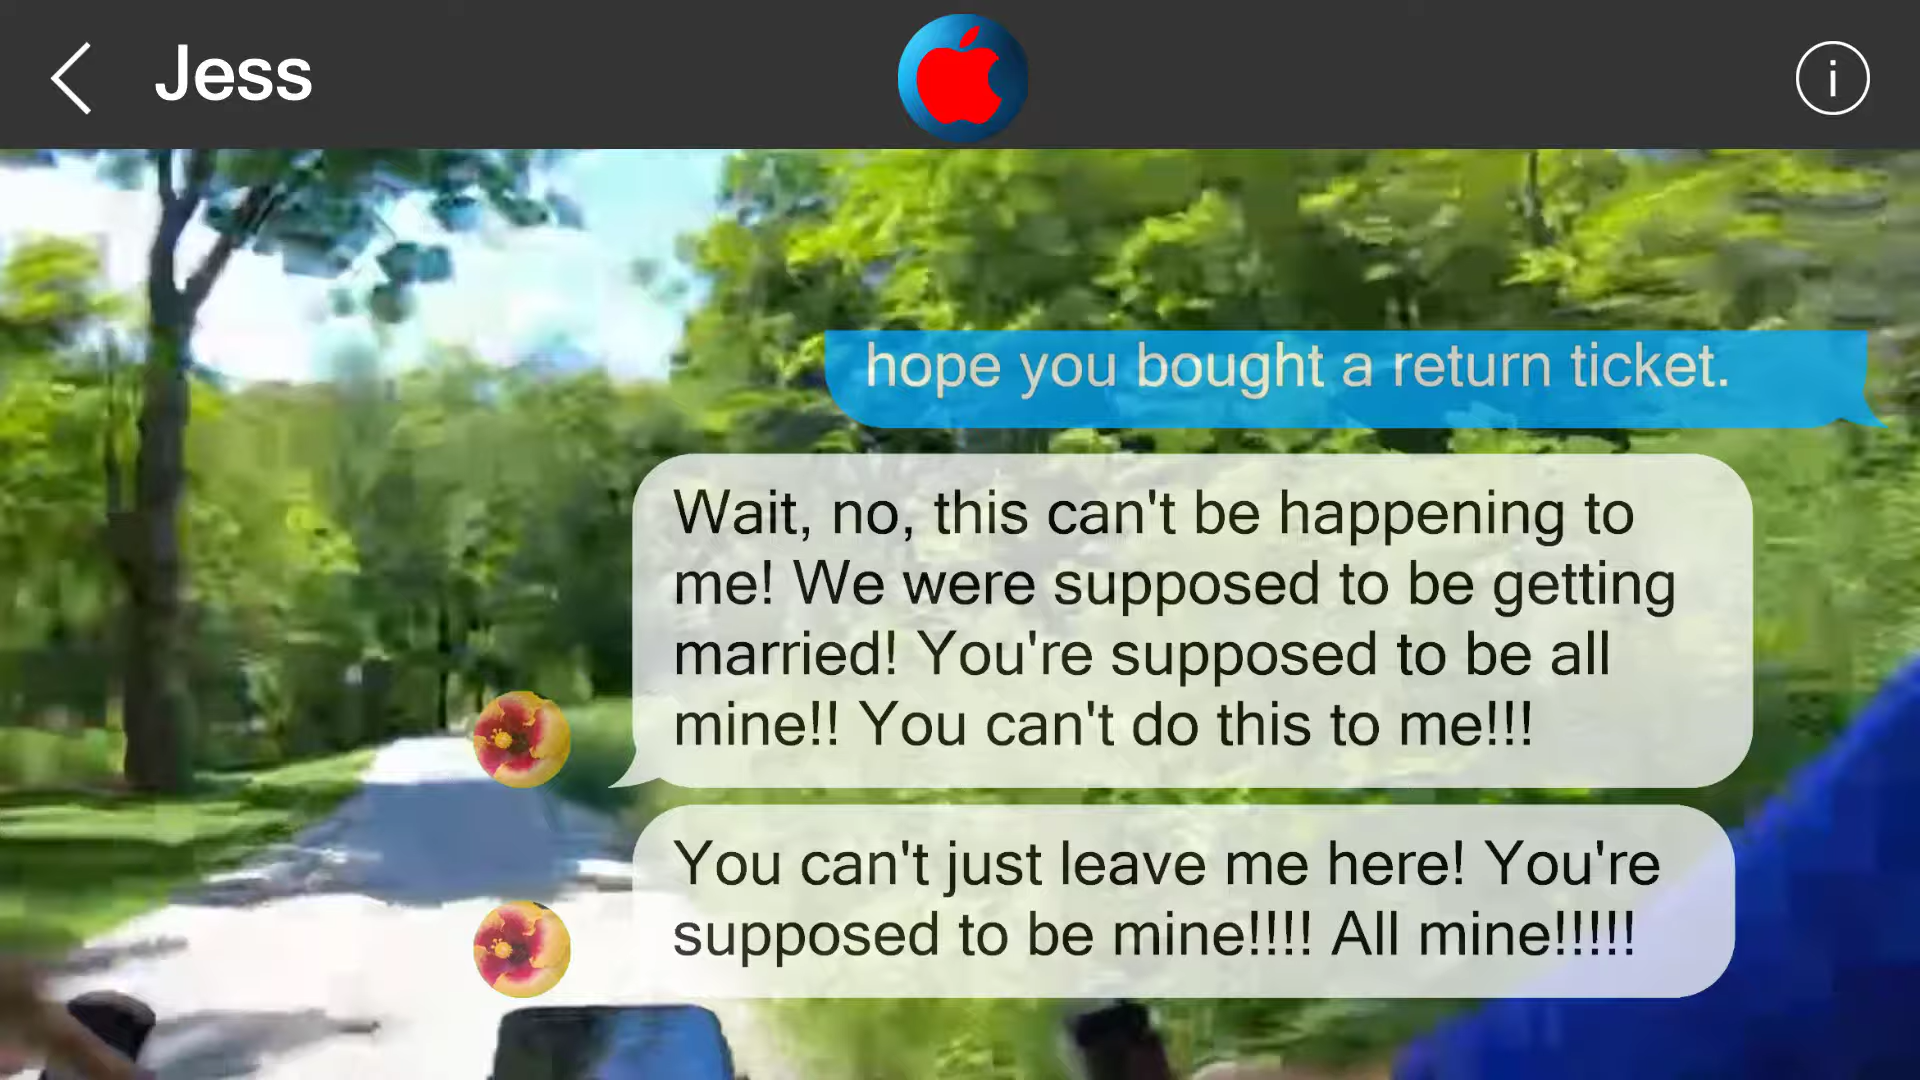 Jess
i
hope you bought a return ticket.
Wait, no, this can't be happening to
me! We were supposed to be getting
married! You're supposed to be all
mine!! You can't do this to me!!!
You can't just leave me here! You're
supposed to be mine!!!! All mine!!!!!